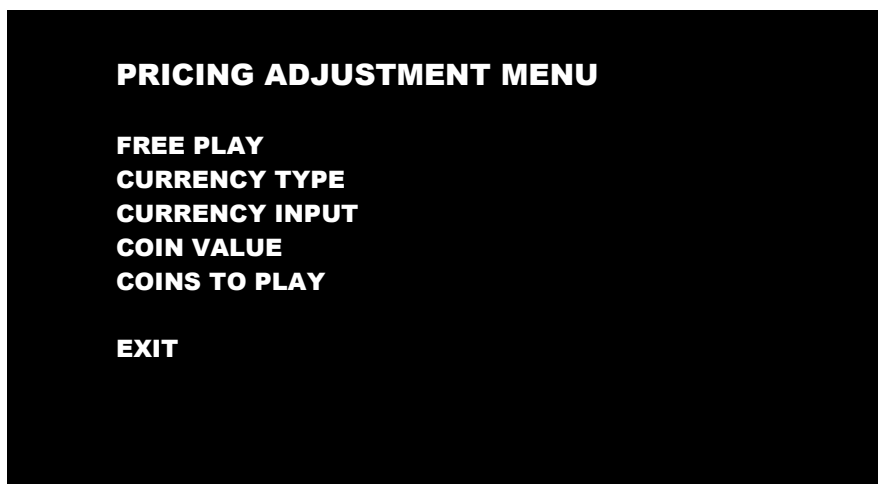 PRICING ADJUSTMENT MENU
FREE PLAY
CURRENCY TYPE
CURRENCY INPUT
COIN VALUE
COINS TO PLAY
EXIT